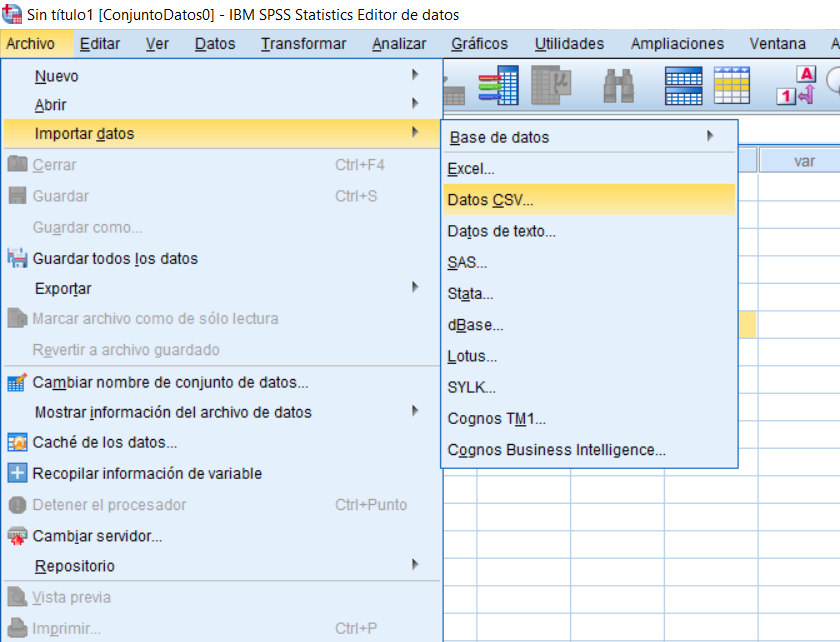 Sin título1 [ConjuntoDatos0] - IBM SPSS Statistics Editor de datos
Archivo Editar Ver Datos Transformar Analizar Gráficos Utilidades Ampliaciones Ventana A
Nuevo
Abrir
Importar datos
Cerrar Ctrl+F4
Guardar Ctrl+S
Guardar como...
Guardar todos los datos
Exportar
Marcar archivo como de sólo lectura
Revertir a archivo guardado
Cambiar nombre de conjunto de datos...
Mostrar información del archivo de datos
Caché de los datos...
Recopilar información de variable
Detener el procesador Ctrl+Punto
Cambiar servidor...
Repositorio
Vista previa
Imprimir... Ctrl+P
Base de datos
Excel...
Datos CSV...
Datos de texto...
SAS...
Stata...
dBase...
Lotus...
SYLK...
Cognos TM1...
Cognos Business Intelligence...
μ
A
1
var